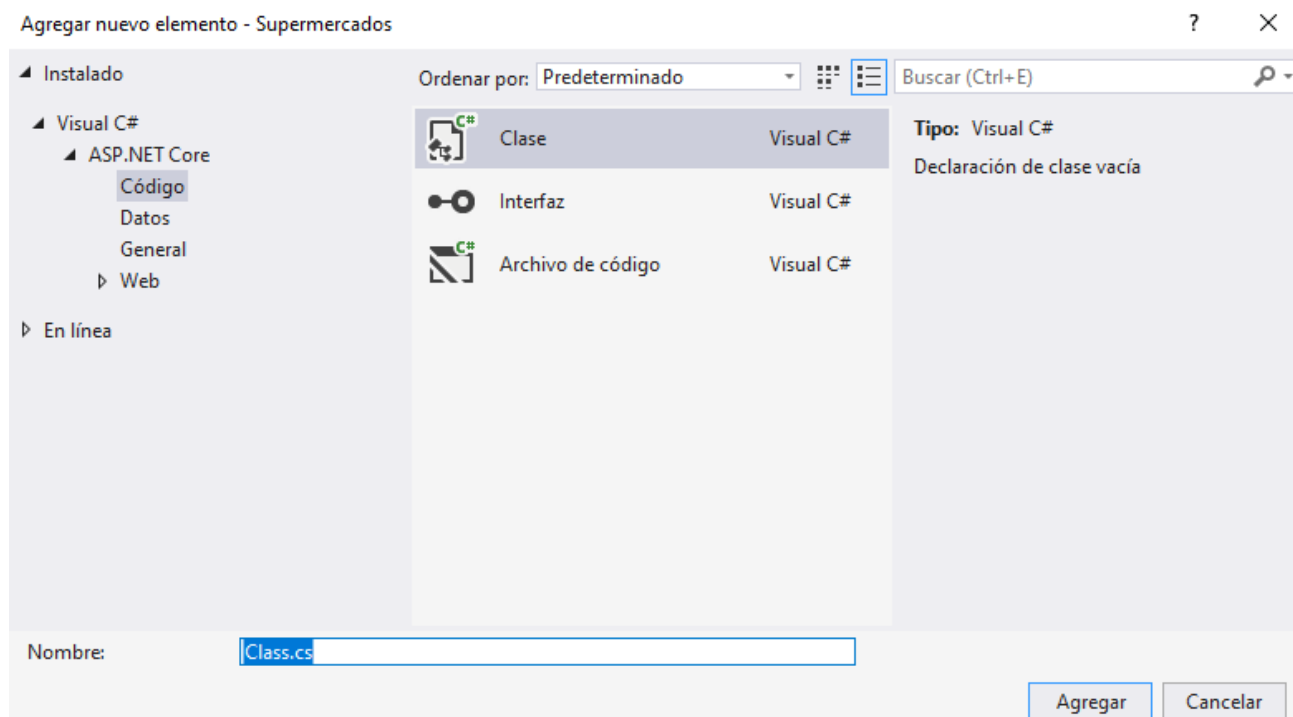 Agregar nuevo elemento - Supermercados
?
Instalado
Visual C#
ASP.NET Core
Código
Datos
General
Web
En línea
Ordenar por: Predeterminado
Buscar (Ctrl+E)
C# Clase Visual C#
Interfaz Visual C#
C# Archivo de código Visual C#
Tipo: Visual C#
Declaración de clase vacía
Nombre: Class.cs
Agregar Cancelar